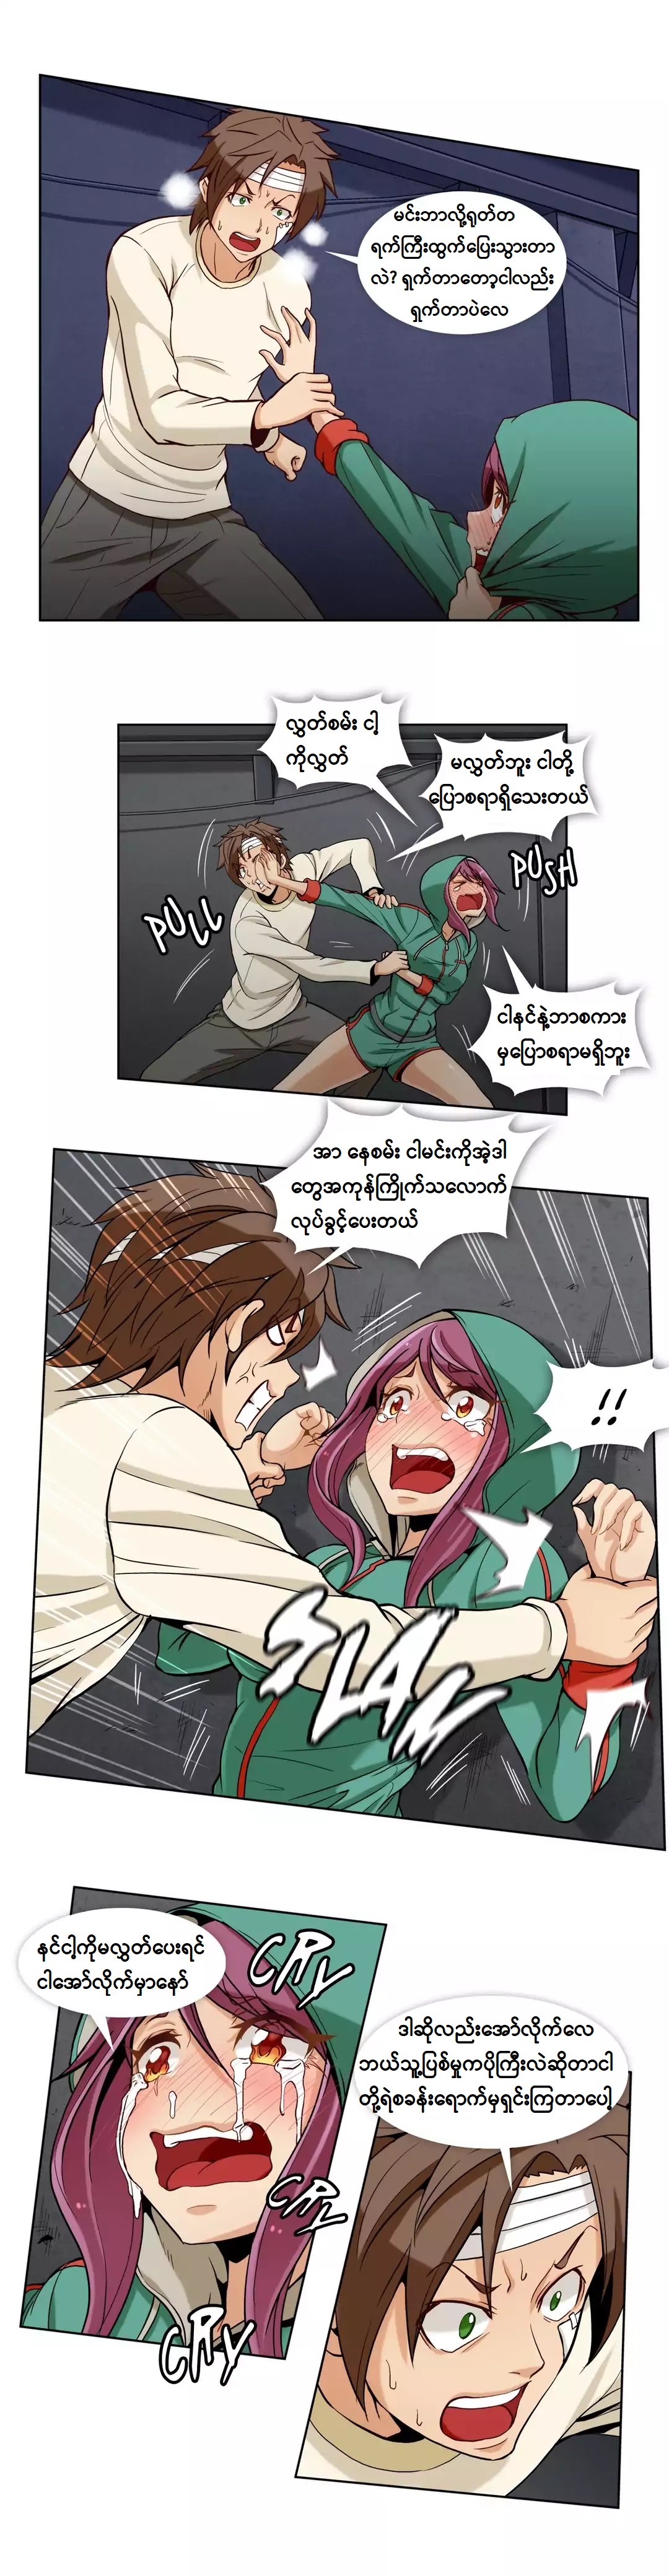 မင်းဘာလို့ရုတ်တ
ရက်ကြီးထွက်ပြေးသွားတာ
လဲ? ရှက်တာတော့ငါလည်း
ရှက်တာပဲလေ
လွှတ်စမ်း ငါ့
ကိုလွှတ်
မလွှတ်ဘူး ငါတို့
ပြောစရာရှိသေးတယ်
PUSH
PULL
ငါနင်နဲ့ဘာစကား
မှပြောစရာမရှိဘူး
အာ နေစမ်း ငါမင်းကိုအဲ့ဒါ
တွေအကုန်ကြိုက်သလောက်
လုပ်ခွင့်ပေးတယ်
!!
SLAM
နင်ငါ့ကိုမလွှတ်ပေးရင်
ငါအော်လိုက်မှာနော်
CRY
ဒါဆိုလည်းအော်လိုက်လေ
ဘယ်သူ့ပြစ်မှုကပိုကြီးလဲဆိုတာငါ
တို့ရဲစခန်းရောက်မှရှင်းကြတာပေါ့
CRY
CRY